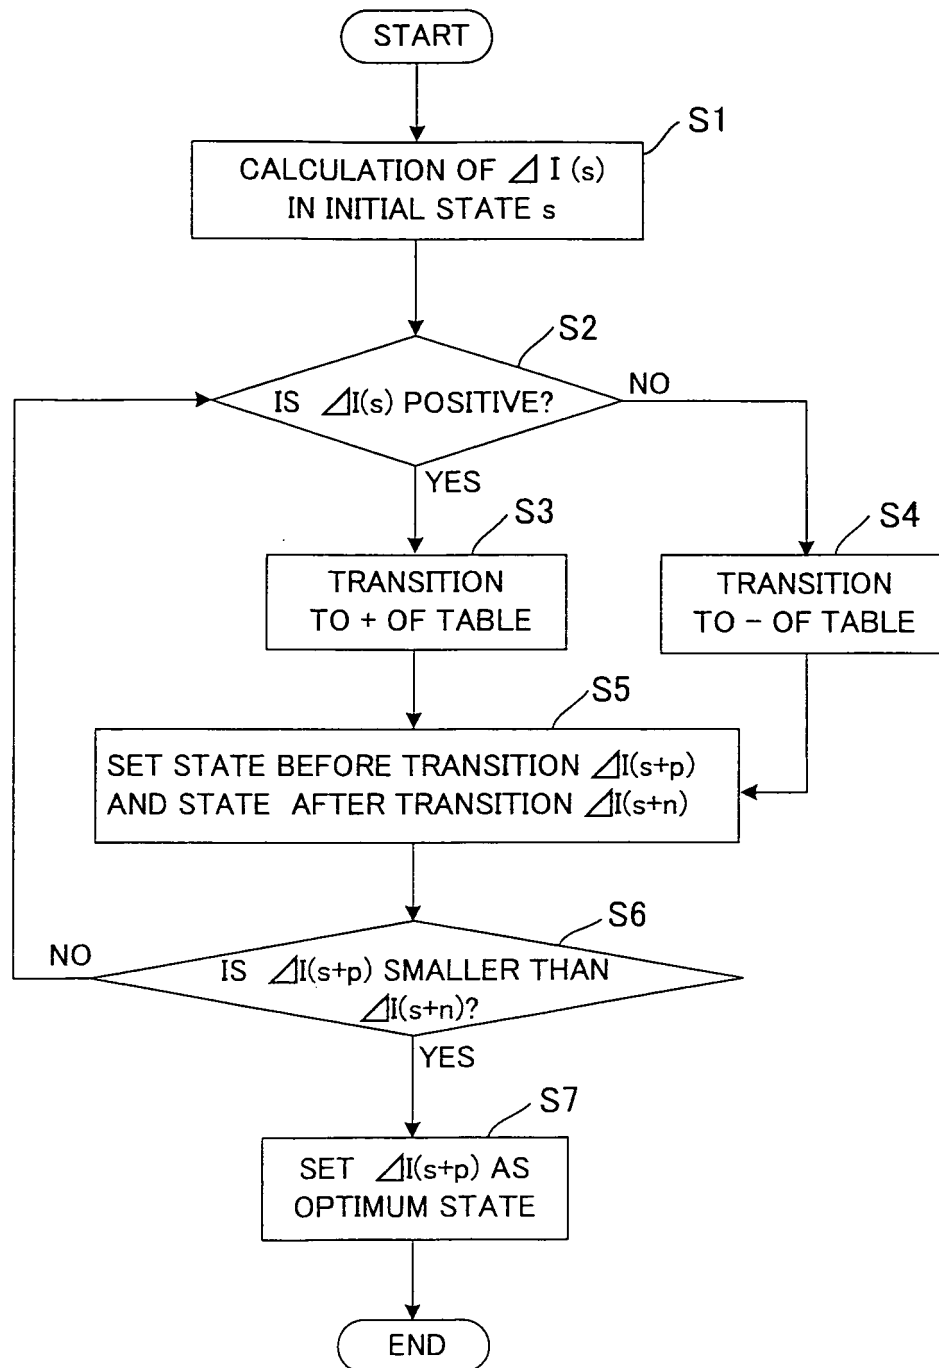 START
S1
CALCULATION OF ⊿ I (s)
IN INITIAL STATE s
S2
IS ⊿I(s) POSITIVE?
NO
YES
S3
TRANSITION
TO + OF TABLE
S4
TRANSITION
TO − OF TABLE
S5
SET STATE BEFORE TRANSITION ⊿I(s+p)
AND STATE AFTER TRANSITION ⊿I(s+n)
S6
IS ⊿I(s+p) SMALLER THAN
⊿I(s+n)?
NO
YES
S7
SET ⊿I(s+p) AS
OPTIMUM STATE
END